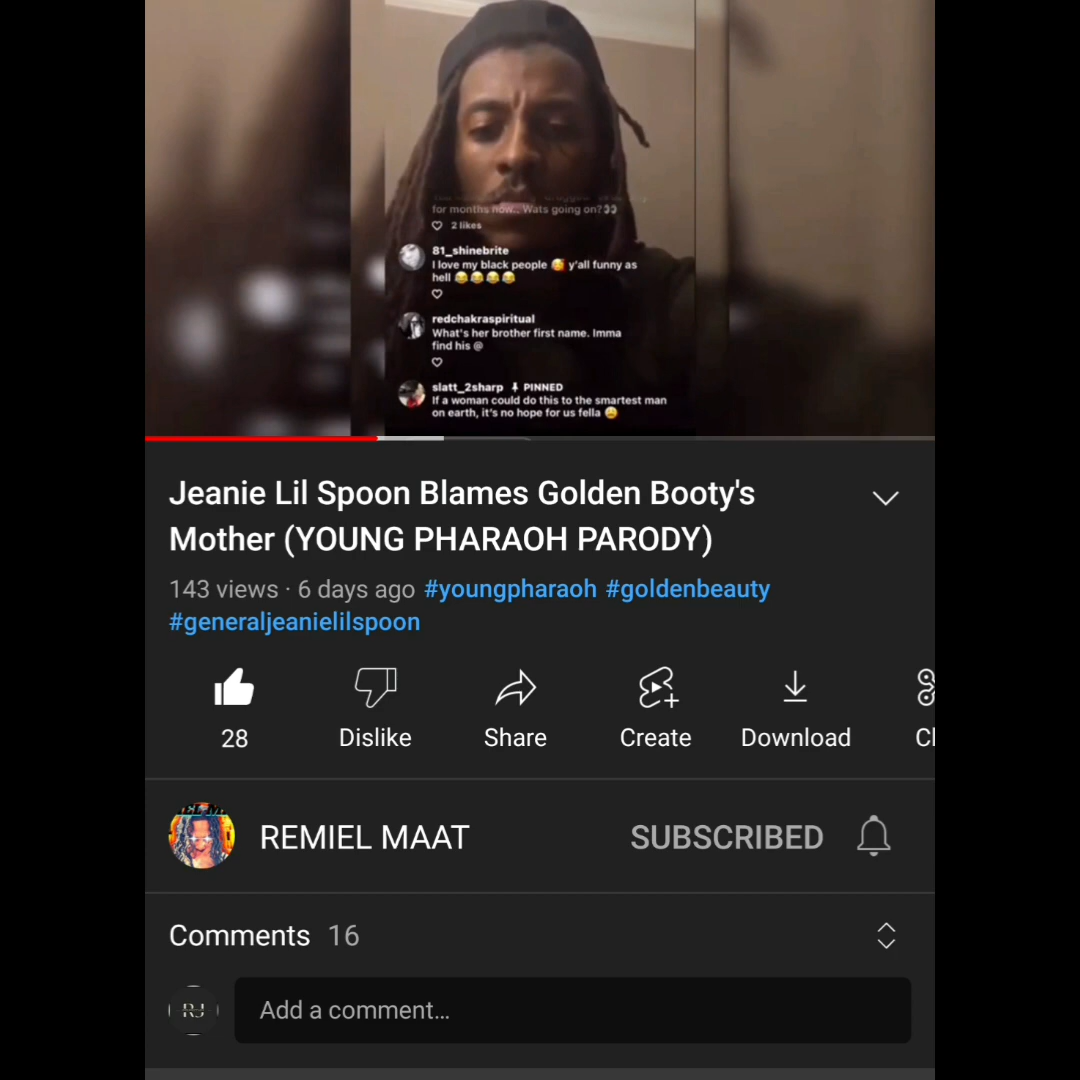 for months now.. Wats going on?👀
2 likes
81_shinebrite
I love my black people 🥰 y'all funny as
hell 😂😂😂😂
redchakraspiritual
What's her brother first name. Imma
find his @
slatt_2sharp PINNED
If a woman could do this to the smartest man
on earth, it's no hope for us fella 😩
Jeanie Lil Spoon Blames Golden Booty's
Mother (YOUNG PHARAOH PARODY)
143 views · 6 days ago #youngpharaoh #goldenbeauty
#generaljeanielilspoon
28 Dislike Share Create Download Cl
REMIEL MAAT SUBSCRIBED
Comments 16
RJ Add a comment...